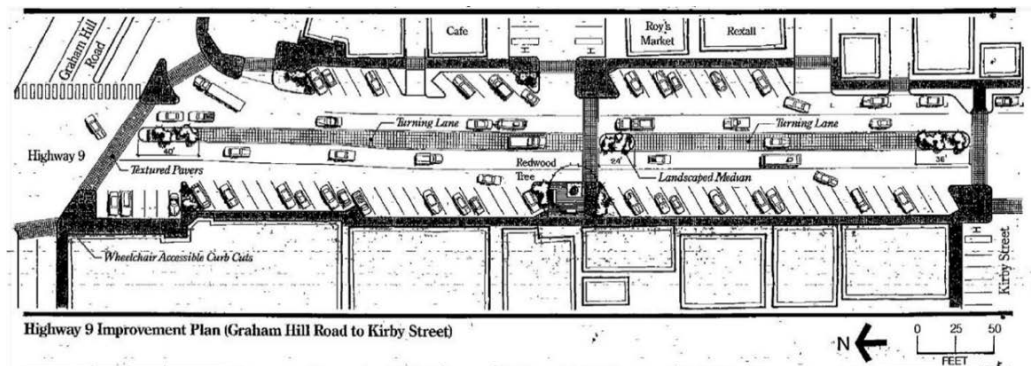 Graham Hill
Road
Cafe
Roy's
Market
Rexall
Turning Lane
Turning Lane
Highway 9
40'
Textured Pavers
Redwood
Tree
24'
Landscaped Median
36'
Wheelchair Accessible Curb Cuts
Kirby Street
Highway 9 Improvement Plan (Graham Hill Road to Kirby Street)
N
0 25 50
FEET